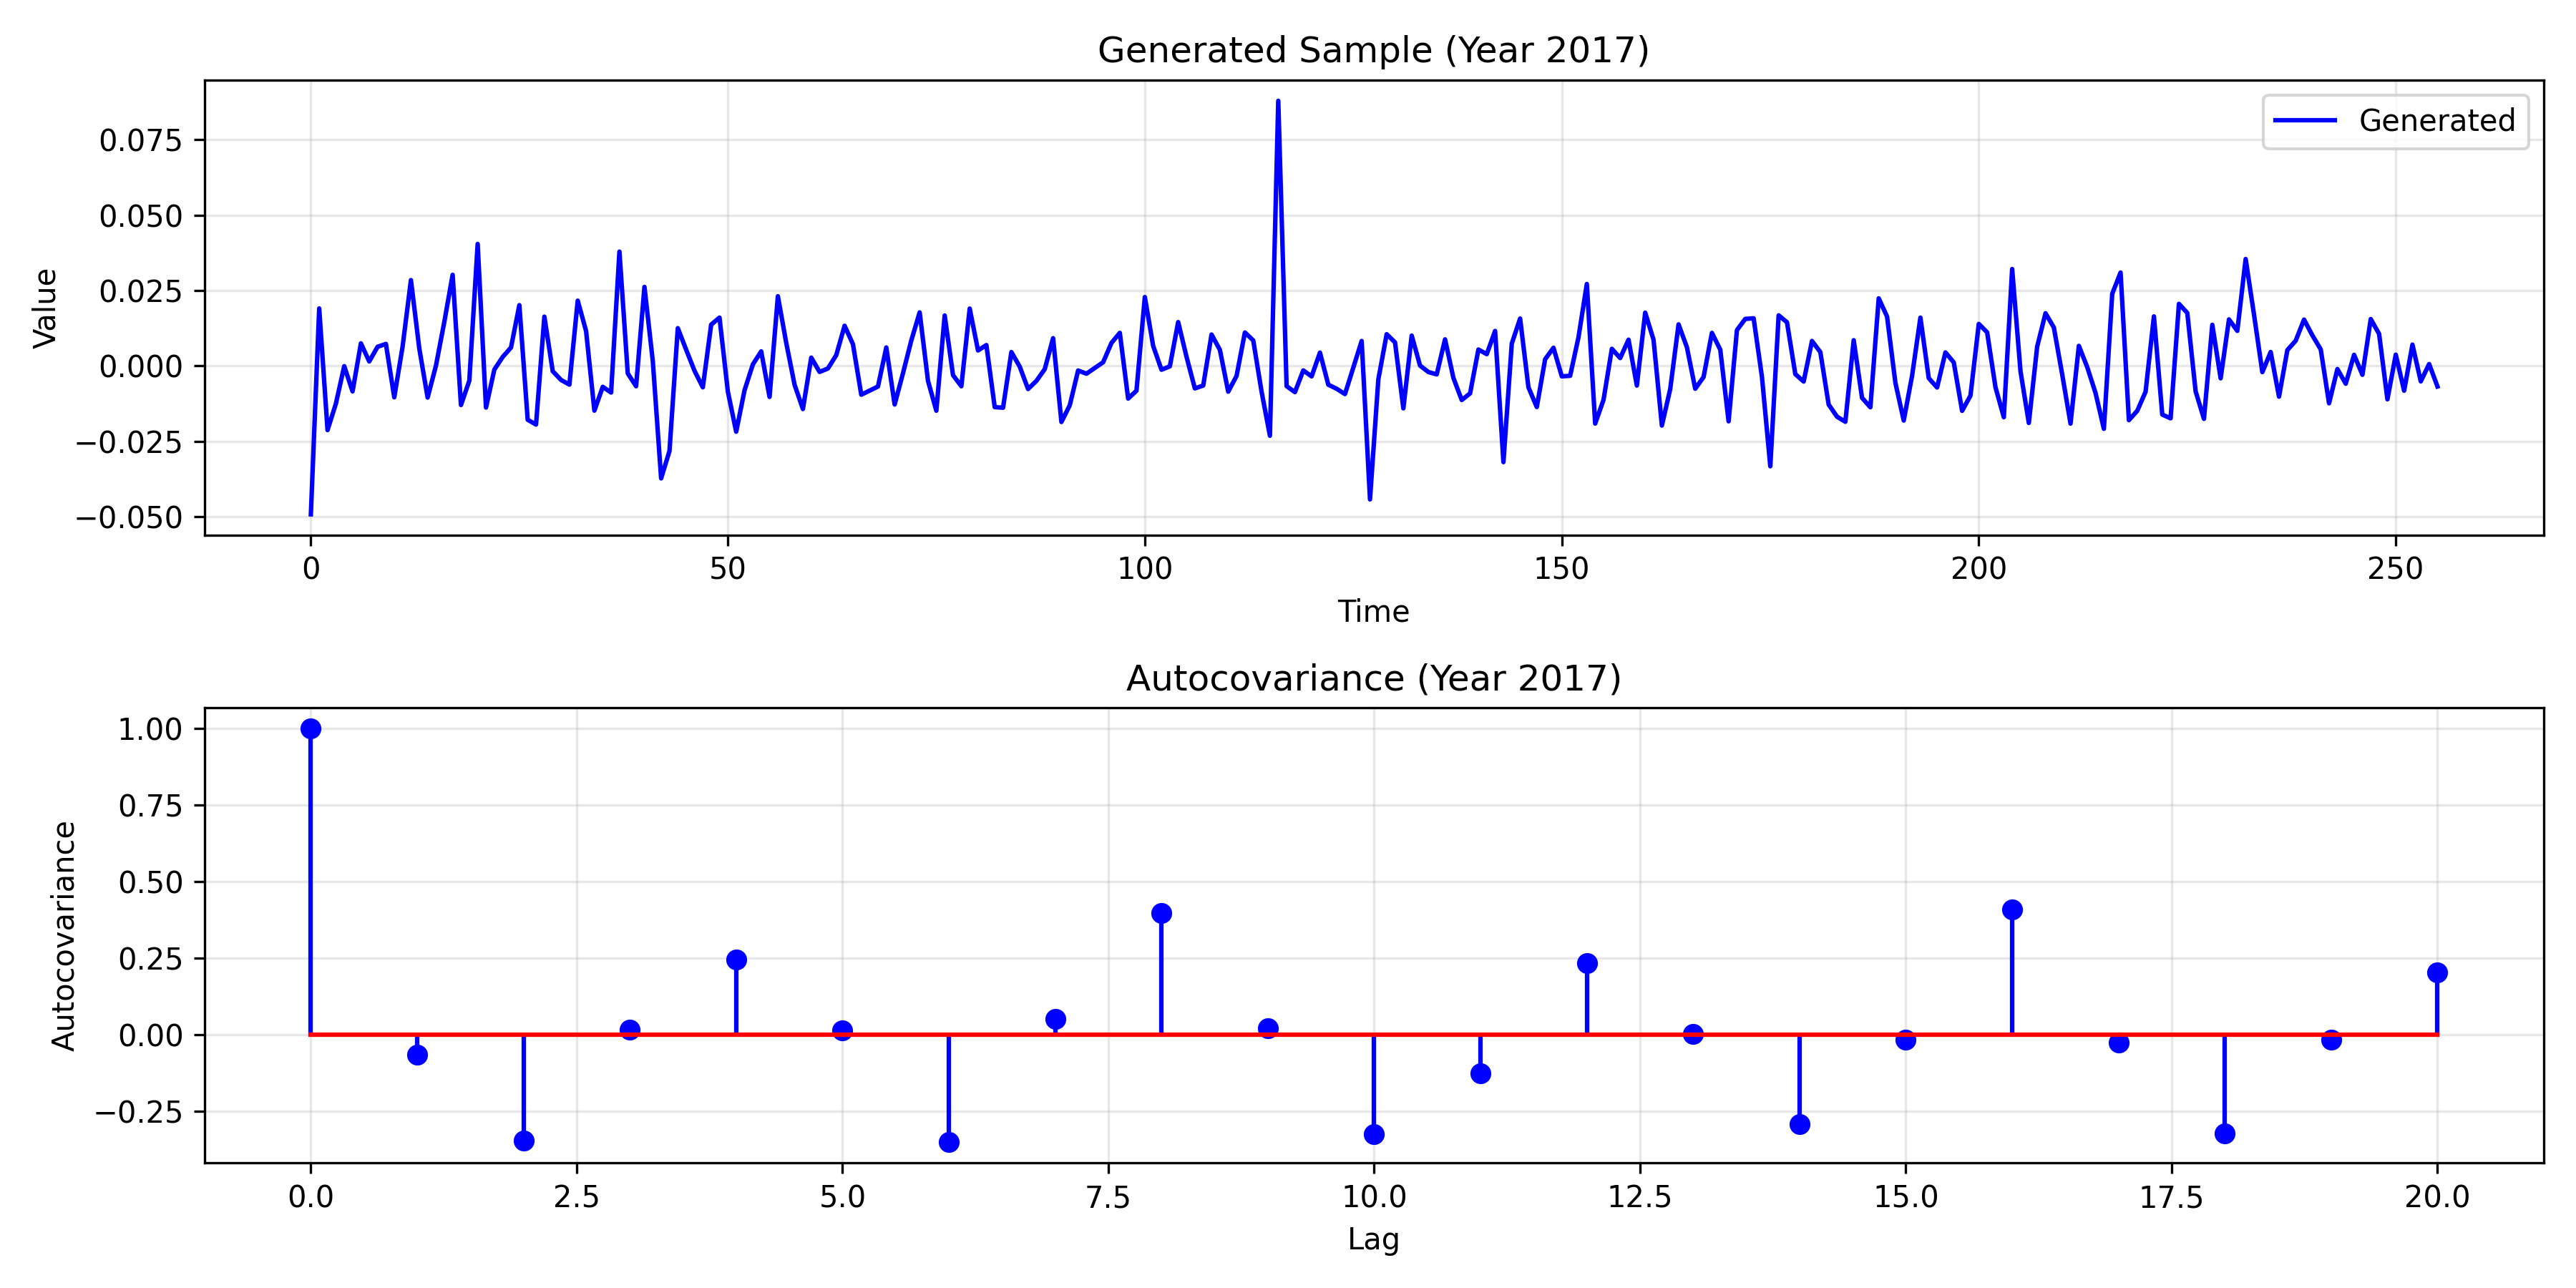 Generated Sample (Year 2017)
Generated
Value
0.075
0.050
0.025
0.000
−0.025
−0.050
0 50 100 150 200 250
Time
Autocovariance (Year 2017)
Autocovariance
1.00
0.75
0.50
0.25
0.00
−0.25
0.0 2.5 5.0 7.5 10.0 12.5 15.0 17.5 20.0
Lag